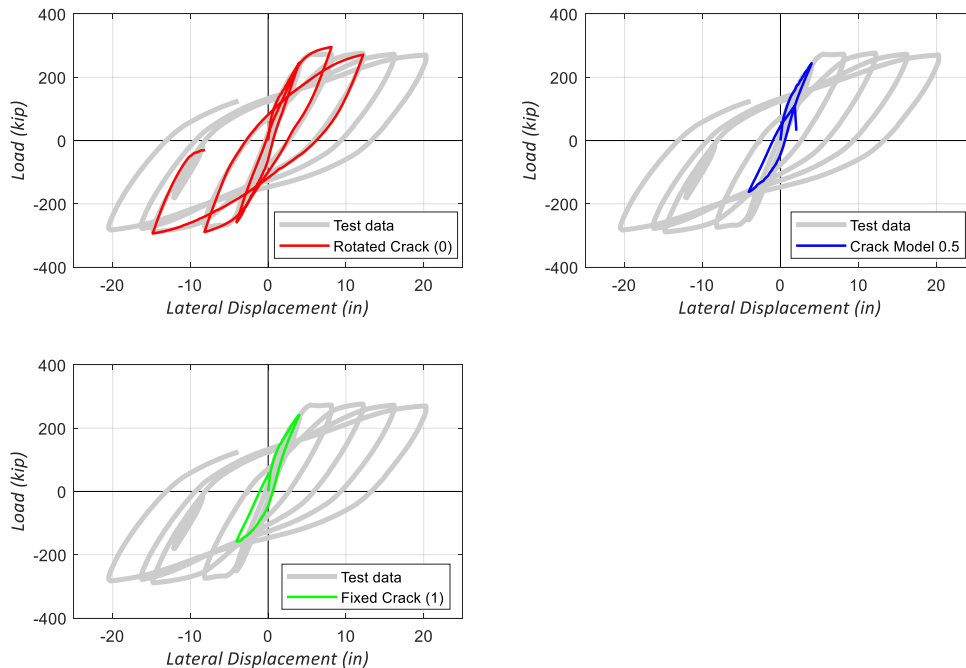 400
200
0
-200
-400
Load (kip)
Test data
Rotated Crack (0)
-20 -10 0 10 20
Lateral Displacement (in)
400
200
0
-200
-400
Load (kip)
Test data
Crack Model 0.5
-20 -10 0 10 20
Lateral Displacement (in)
400
200
0
-200
-400
Load (kip)
Test data
Fixed Crack (1)
-20 -10 0 10 20
Lateral Displacement (in)